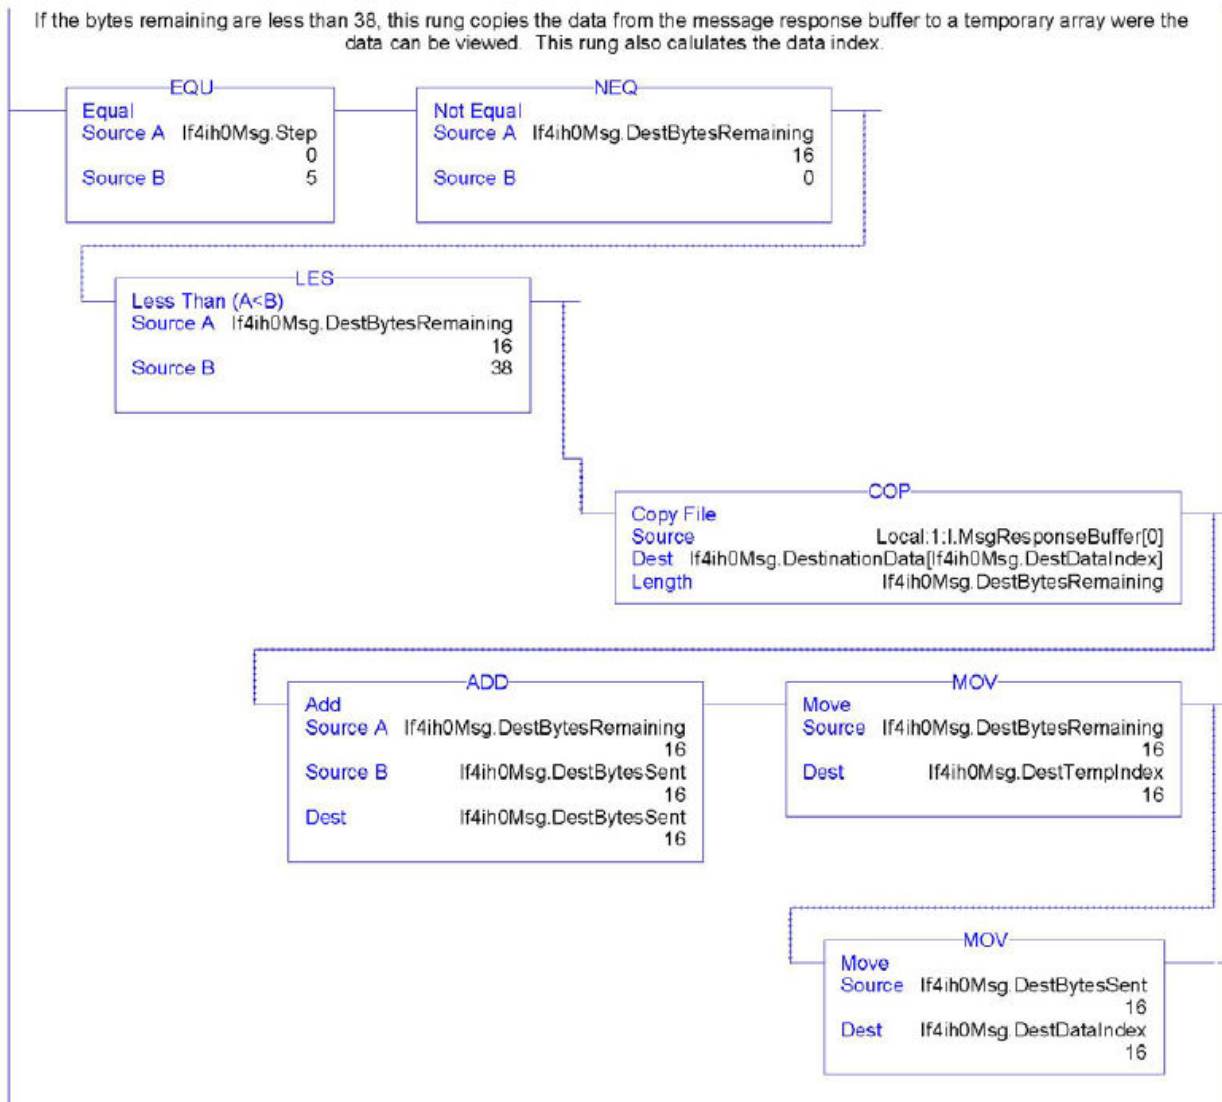 If the bytes remaining are less than 38, this rung copies the data from the message response buffer to a temporary array were the
data can be viewed. This rung also calulates the data index.
EQU
Equal
Source A If4ih0Msg.Step
0
Source B 5
NEQ
Not Equal
Source A If4ih0Msg.DestBytesRemaining
16
Source B 0
LES
Less Than (A<B)
Source A If4ih0Msg.DestBytesRemaining
16
Source B 38
COP
Copy File
Source Local:1:I.MsgResponseBuffer[0]
Dest If4ih0Msg.DestinationData[If4ih0Msg.DestDataIndex]
Length If4ih0Msg.DestBytesRemaining
ADD
Add
Source A If4ih0Msg.DestBytesRemaining
16
Source B If4ih0Msg.DestBytesSent
16
Dest If4ih0Msg.DestBytesSent
16
MOV
Move
Source If4ih0Msg.DestBytesRemaining
16
Dest If4ih0Msg.DestTempIndex
16
MOV
Move
Source If4ih0Msg.DestBytesSent
16
Dest If4ih0Msg.DestDataIndex
16